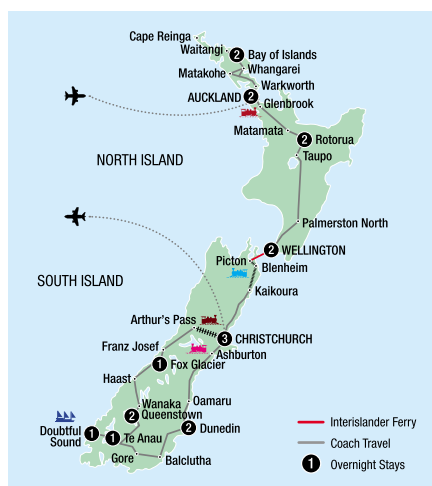 Cape Reinga
Waitangi
2 Bay of Islands
Whangarei
Matakohe
Warkworth
AUCKLAND 2
Glenbrook
Matamata
2 Rotorua
Taupo
NORTH ISLAND
Palmerston North
2 WELLINGTON
Picton
Blenheim
SOUTH ISLAND
Kaikoura
Arthur's Pass
3 CHRISTCHURCH
Franz Josef
Ashburton
1 Fox Glacier
Haast
Wanaka
Oamaru
2 Queenstown
Doubtful
Sound
1
1 Te Anau
2 Dunedin
Gore
Balclutha
Interislander Ferry
Coach Travel
1 Overnight Stays